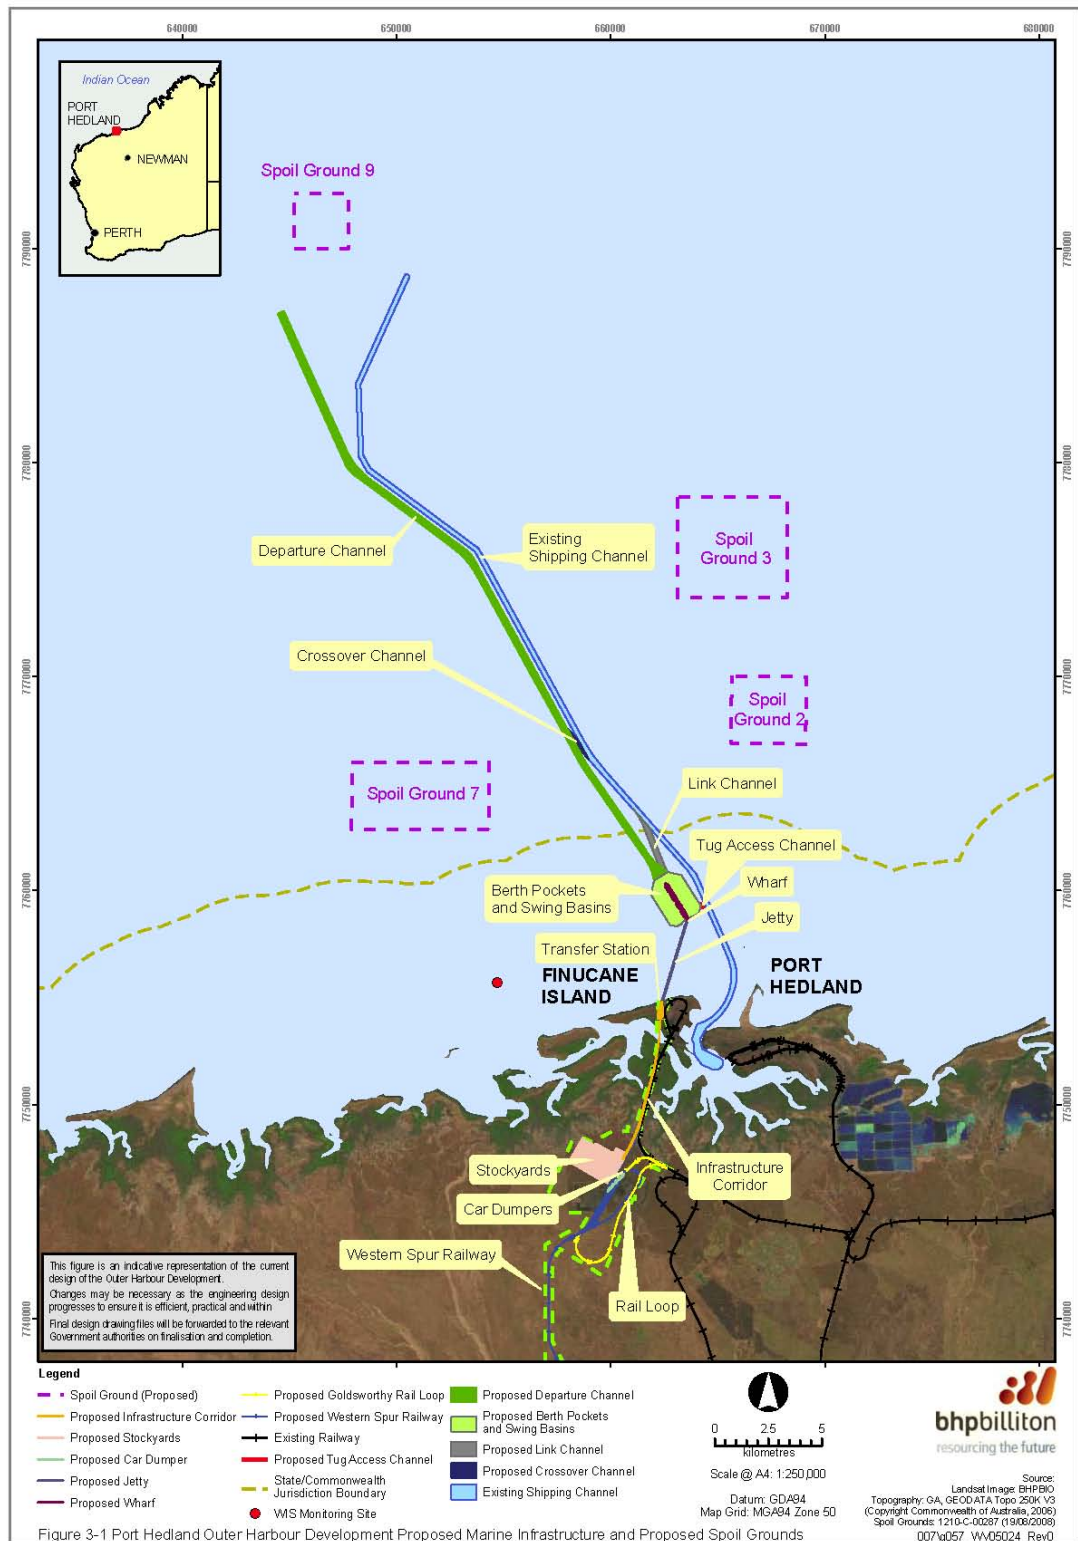 640000
650000
660000
670000
680000
Indian Ocean
PORT
HEDLAND
NEWMAN
PERTH
Spoil Ground 9
7790000
7790000
7780000
7780000
Departure Channel
Existing
Shipping Channel
Spoil
Ground 3
Crossover Channel
7770000
7770000
Spoil
Ground 2
Spoil Ground 7
Link Channel
Tug Access Channel
Wharf
7760000
7760000
Berth Pockets
and Swing Basins
Jetty
Transfer Station
FINUCANE
ISLAND
PORT
HEDLAND
7750000
7750000
Stockyards
Infrastructure
Corridor
Car Dumpers
Western Spur Railway
Rail Loop
7740000
7740000
This figure is an indicative representation of the current
design of the Outer Harbour Development.
Changes may be necessary as the engineering design
progresses to ensure it is efficient, practical and within
Final design drawing files will be forwarded to the relevant
Government authorities on finalisation and completion.
Legend
Spoil Ground (Proposed)
Proposed Infrastructure Corridor
Proposed Stockyards
Proposed Car Dumper
Proposed Jetty
Proposed Wharf
Proposed Goldsworthy Rail Loop
Proposed Western Spur Railway
Existing Railway
Proposed Tug Access Channel
State/Commonwealth
Jurisdiction Boundary
WIS Monitoring Site
Proposed Departure Channel
Proposed Berth Pockets
and Swing Basins
Proposed Link Channel
Proposed Crossover Channel
Existing Shipping Channel
0 2.5 5
kilometres
Scale @ A4: 1:250,000
Datum: GDA94
Map Grid: MGA94 Zone 50
bhpbilliton
resourcing the future
Source:
Landsat Image: BHPBIO
Topography: GA, GEODATA Topo 250K V3
(Copyright Commonwealth of Australia, 2006)
Spoil Grounds: 1210-C-00287 (19/08/2008)
007\g057_WV05024_Rev0
Figure 3-1 Port Hedland Outer Harbour Development Proposed Marine Infrastructure and Proposed Spoil Grounds